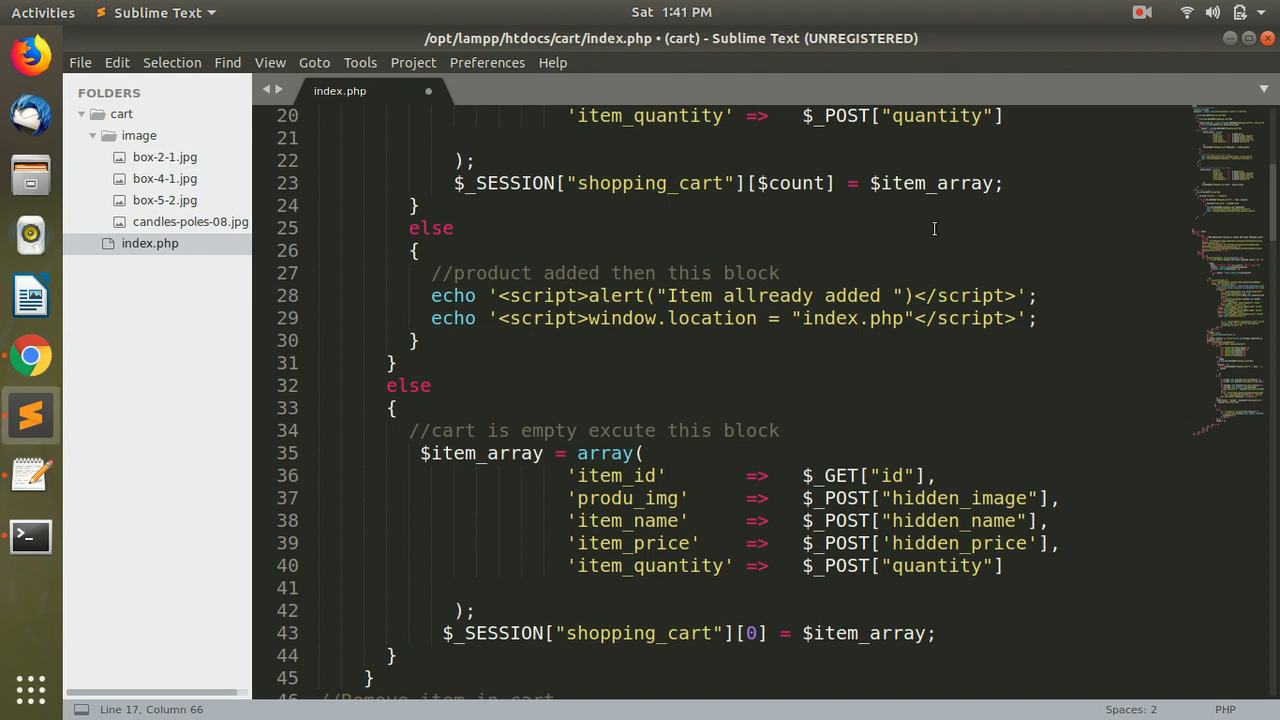 Activities
Sublime Text
Sat 1:41 PM
/opt/lampp/htdocs/cart/index.php • (cart) - Sublime Text (UNREGISTERED)
File Edit Selection Find Goto Tools Project Preferences Help
FOLDERS
cart
image
box-2-1.jpg
box-4-1.jpg
box-5-2.jpg
candles-poles-08.jpg
index.php
index.php
20 'item_quantity' => $_POST["quantity"]
21
22 );
23 $_SESSION["shopping_cart"][$count] = $item_array;
24 }
25 else
26 {
27 //product added then this block
28 echo '<script>alert("Item allready added ")</script>';
29 echo '<script>window.location = "index.php"</script>';
30 }
31 }
32 else
33 {
34 //cart is empty excute this block
35 $item_array = array(
36 'item_id' => $_GET["id"],
37 'produ_img' => $_POST["hidden_image"],
38 'item_name' => $_POST["hidden_name"],
39 'item_price' => $_POST['hidden_price'],
40 'item_quantity' => $_POST["quantity"]
41
42 );
43 $_SESSION["shopping_cart"][0] = $item_array;
44 }
45 }
46 //Remove item in cart
Line 17, Column 66
Spaces: 2
PHP